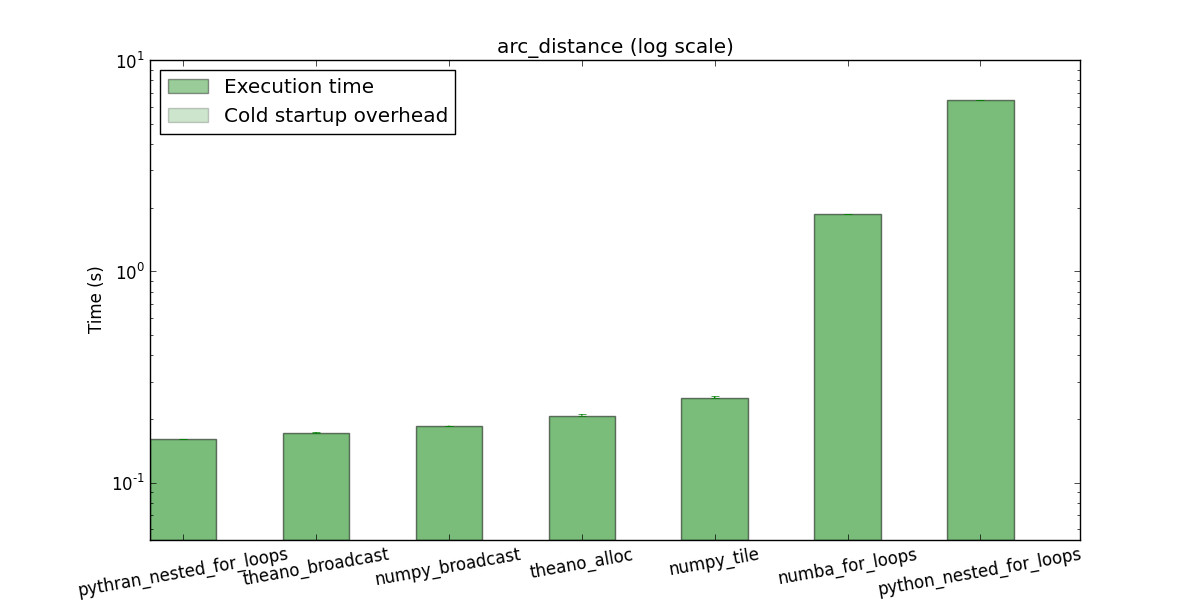 arc_distance (log scale)
Execution time
Cold startup overhead
Time (s)
10^1
10^0
10^-1
pythran_nested_for_loops
theano_broadcast
numpy_broadcast
theano_alloc
numpy_tile
numba_for_loops
python_nested_for_loops